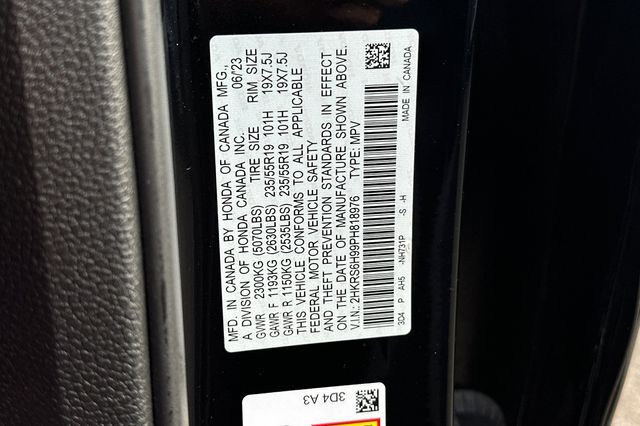 MFD. IN CANADA BY HONDA OF CANADA MFG.,
A DIVISION OF HONDA CANADA INC. 06/23
GVWR 2300KG (5070LBS) TIRE SIZE RIM SIZE
GAWR F 1193KG (2630LBS) 235/55R19 101H 19X7.5J
GAWR R 1150KG (2535LBS) 235/55R19 101H 19X7.5J
THIS VEHICLE CONFORMS TO ALL APPLICABLE
FEDERAL MOTOR VEHICLE SAFETY
AND THEFT PREVENTION STANDARDS IN EFFECT
ON THE DATE OF MANUFACTURE SHOWN ABOVE.
V.I.N.: 2HKRS6H99PH818976 TYPE: MPV
3D4 P AH5 -NH731P -S -H MADE IN CANADA
3D4 A3